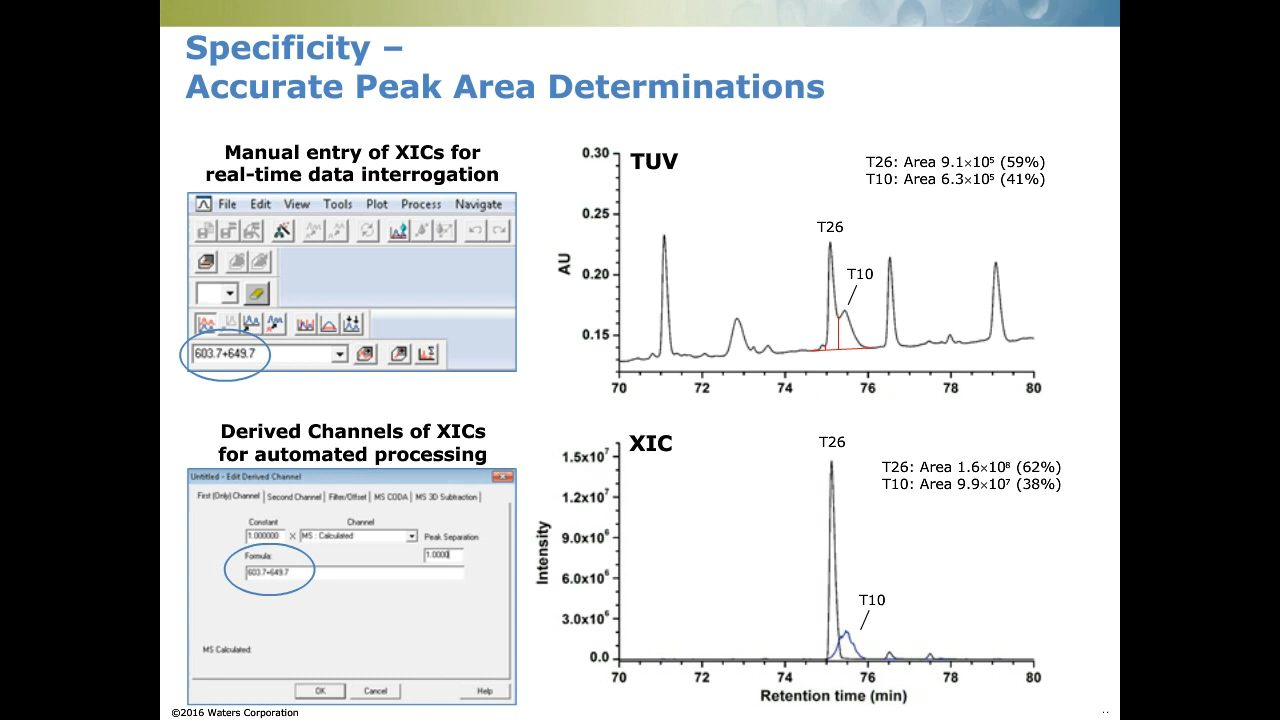 Specificity –
Accurate Peak Area Determinations
Manual entry of XICs for
real-time data interrogation
File Edit View Tools Plot Process Navigate
603.7+649.7
Derived Channels of XICs
for automated processing
Untitled - Edit Derived Channel
First (Only) Channel | Second Channel | Filter/Offset | MS CODA | MS 3D Subtraction |
Constant Channel
1.000000 X MS : Calculated Peak Separation
Formula: 1.0000
603.7+649.7
MS Calculated:
OK Cancel Help
TUV
T26: Area 9.1×10⁵ (59%)
T10: Area 6.3×10⁵ (41%)
0.30
0.25
0.20
0.15
AU
T26
T10
70 72 74 76 78 80
XIC
T26
T26: Area 1.6×10⁸ (62%)
T10: Area 9.9×10⁷ (38%)
1.5x10⁷
1.2x10⁷
9.0x10⁶
6.0x10⁶
3.0x10⁶
0.0
Intensity
T10
70 72 74 76 78 80
Retention time (min)
©2016 Waters Corporation